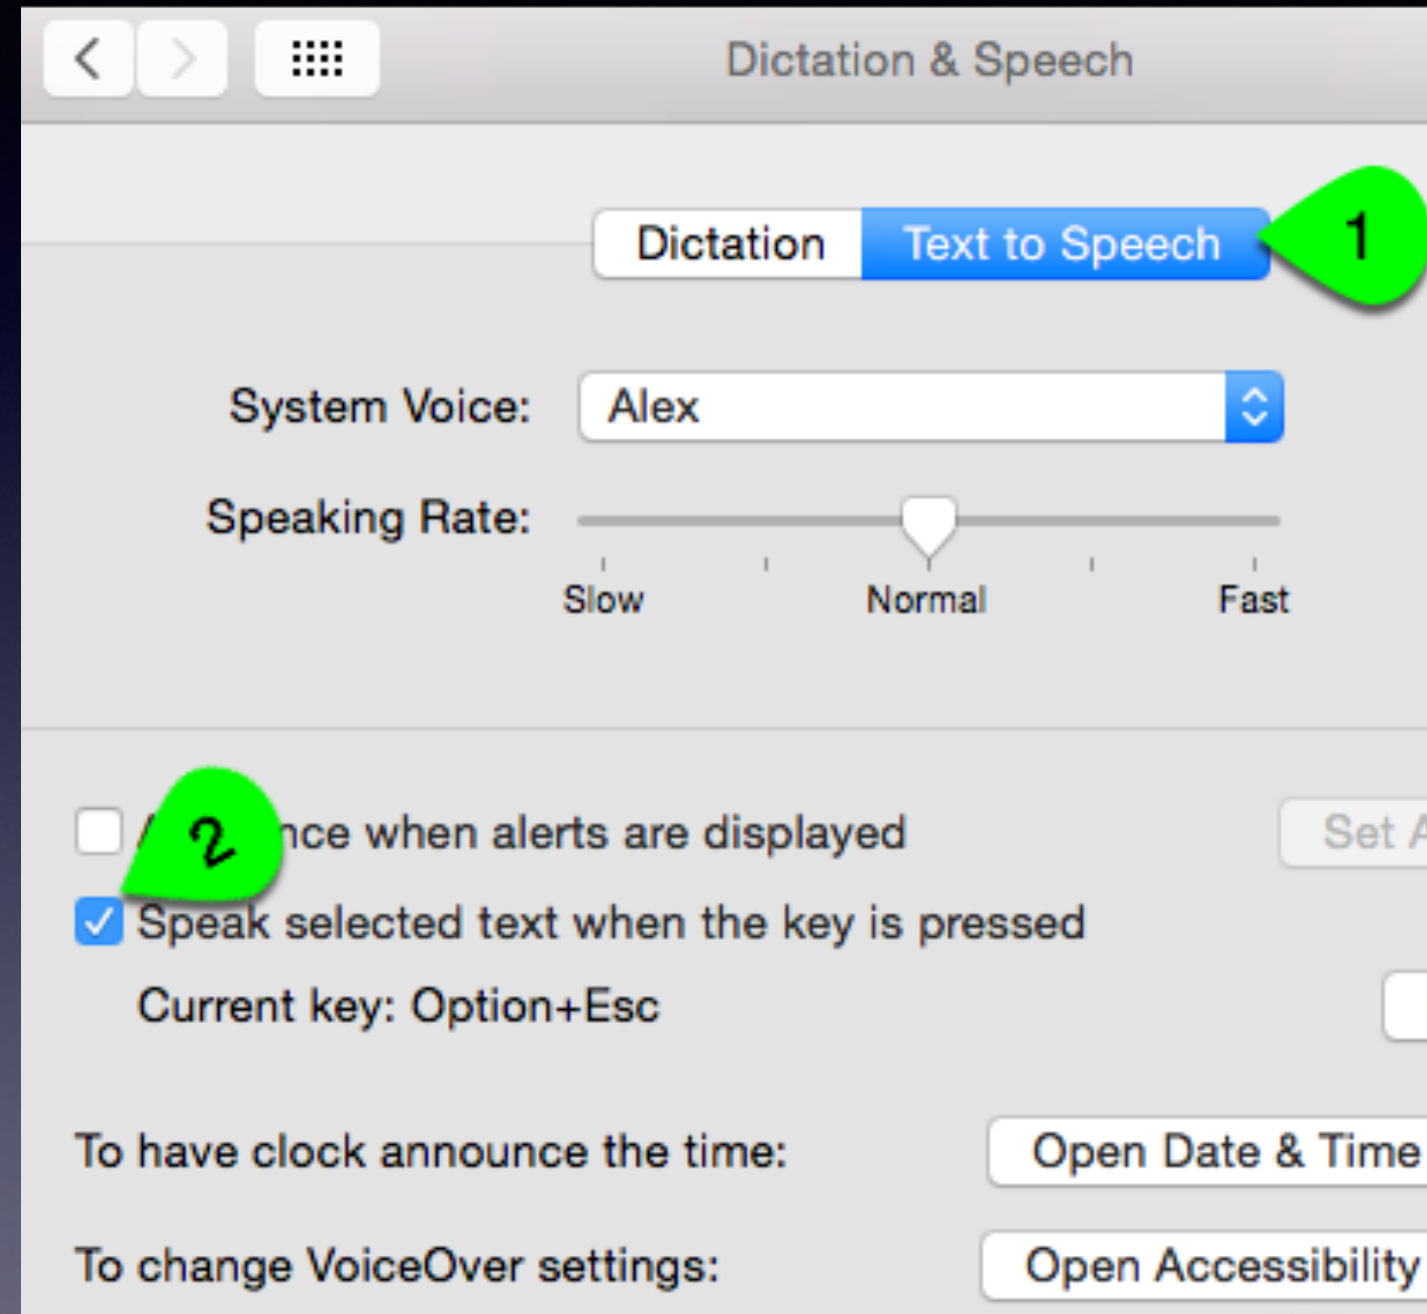 Dictation & Speech
Dictation Text to Speech 1
System Voice: Alex
Speaking Rate:
Slow Normal Fast
2 when alerts are displayed Set
Speak selected text when the key is pressed
Current key: Option+Esc
To have clock announce the time: Open Date & Time
To change VoiceOver settings: Open Accessibility